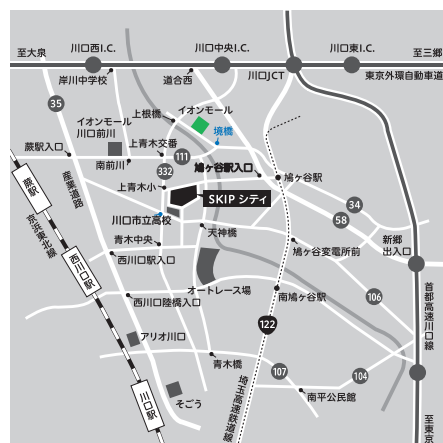 至大泉
川口西I.C.
川口中央I.C.
川口東I.C.
至三郷
岸川中学校
道合西
川口JCT
東京外環自動車道
35
上根橋
イオンモール
イオンモール
川口前川
境橋
上青木交番
蕨駅入口
南前川
111
332
鳩ヶ谷駅入口
鳩ヶ谷駅
上青木小
SKIP シティ
34
58
蕨駅
産業道路
京浜東北線
川口市立高校
青木中央
天神橋
鳩ヶ谷変電所前
新郷
出入口
西川口駅入口
西川口駅
オートレース場
南鳩ヶ谷駅
106
西川口陸橋入口
首都高速川口線
122
アリオ川口
青木橋
107
104
川口駅
そごう
埼玉高速鉄道線
南平公民館
至東京